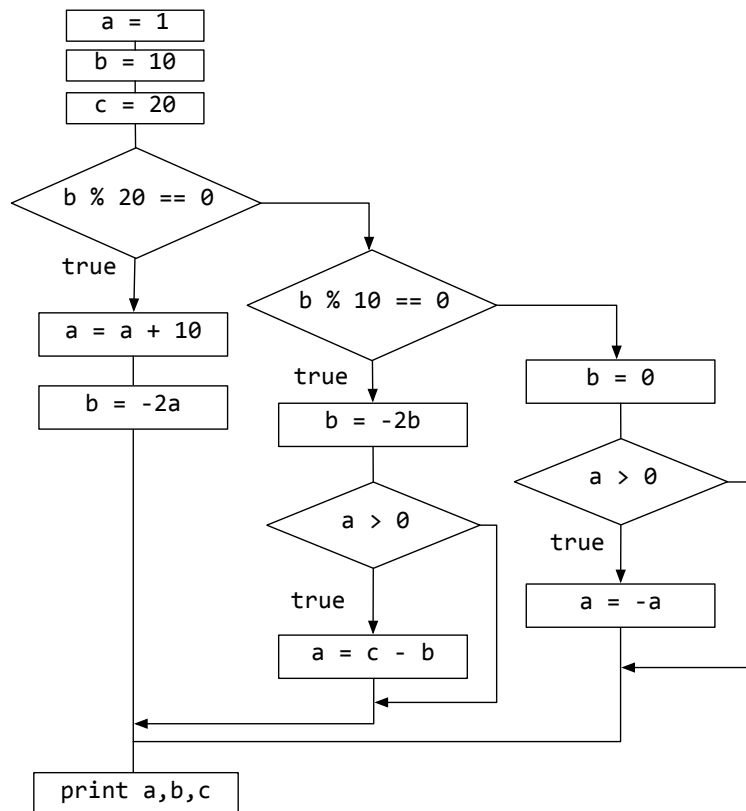 a = 1
b = 10
c = 20
b % 20 == 0
true
a = a + 10
b = -2a
b % 10 == 0
true
b = -2b
a > 0
true
a = c - b
b = 0
a > 0
true
a = -a
print a,b,c